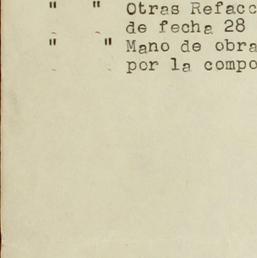 " " Otras Refacc
de fecha 28
" " Mano de obra
por la compo